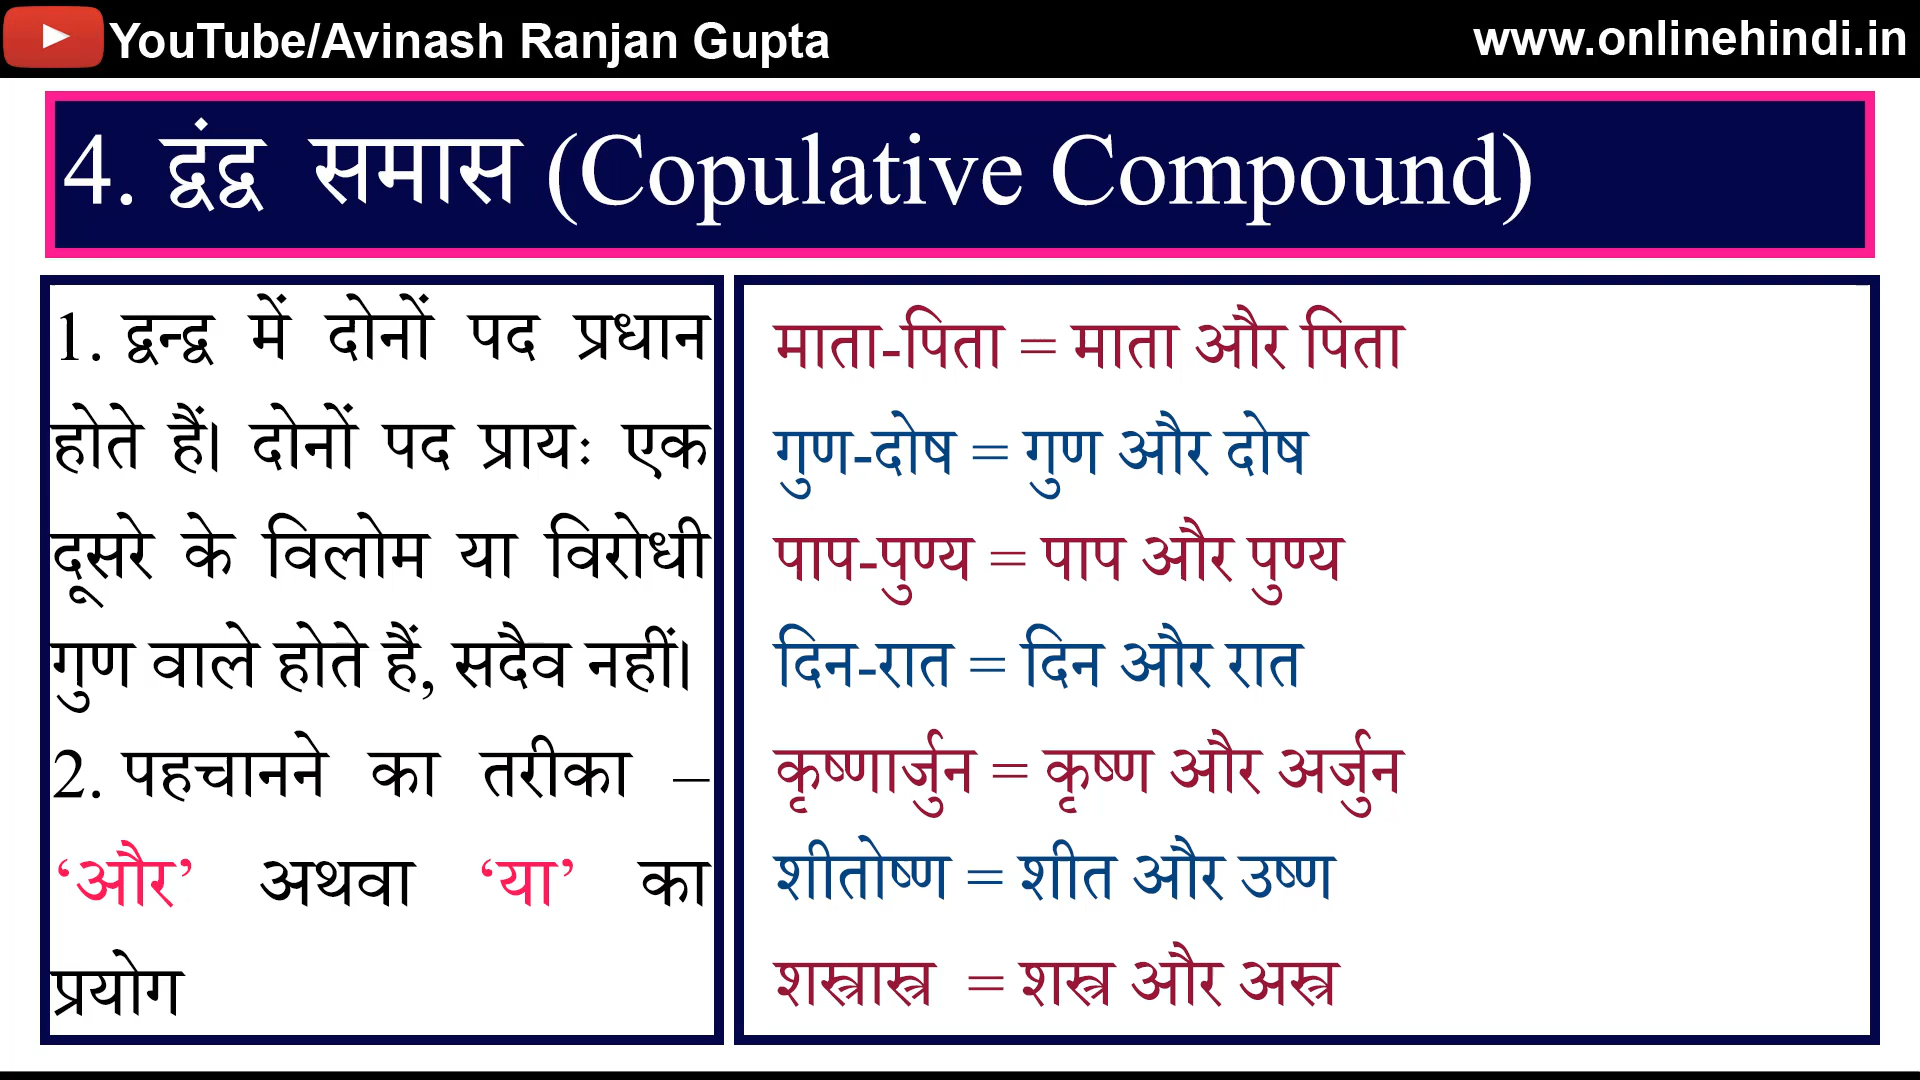 YouTube/Avinash Ranjan Gupta
www.onlinehindi.in
4. द्वंद्व समास (Copulative Compound)
1. द्वन्द्व में दोनों पद प्रधान
होते हैं। दोनों पद प्रायः एक
दूसरे के विलोम या विरोधी
गुण वाले होते हैं, सदैव नहीं।
2. पहचानने का तरीका –
‘और’ अथवा ‘या’ का
प्रयोग
माता-पिता = माता और पिता
गुण-दोष = गुण और दोष
पाप-पुण्य = पाप और पुण्य
दिन-रात = दिन और रात
कृष्णार्जुन = कृष्ण और अर्जुन
शीतोष्ण = शीत और उष्ण
शस्त्रास्त्र = शस्त्र और अस्त्र